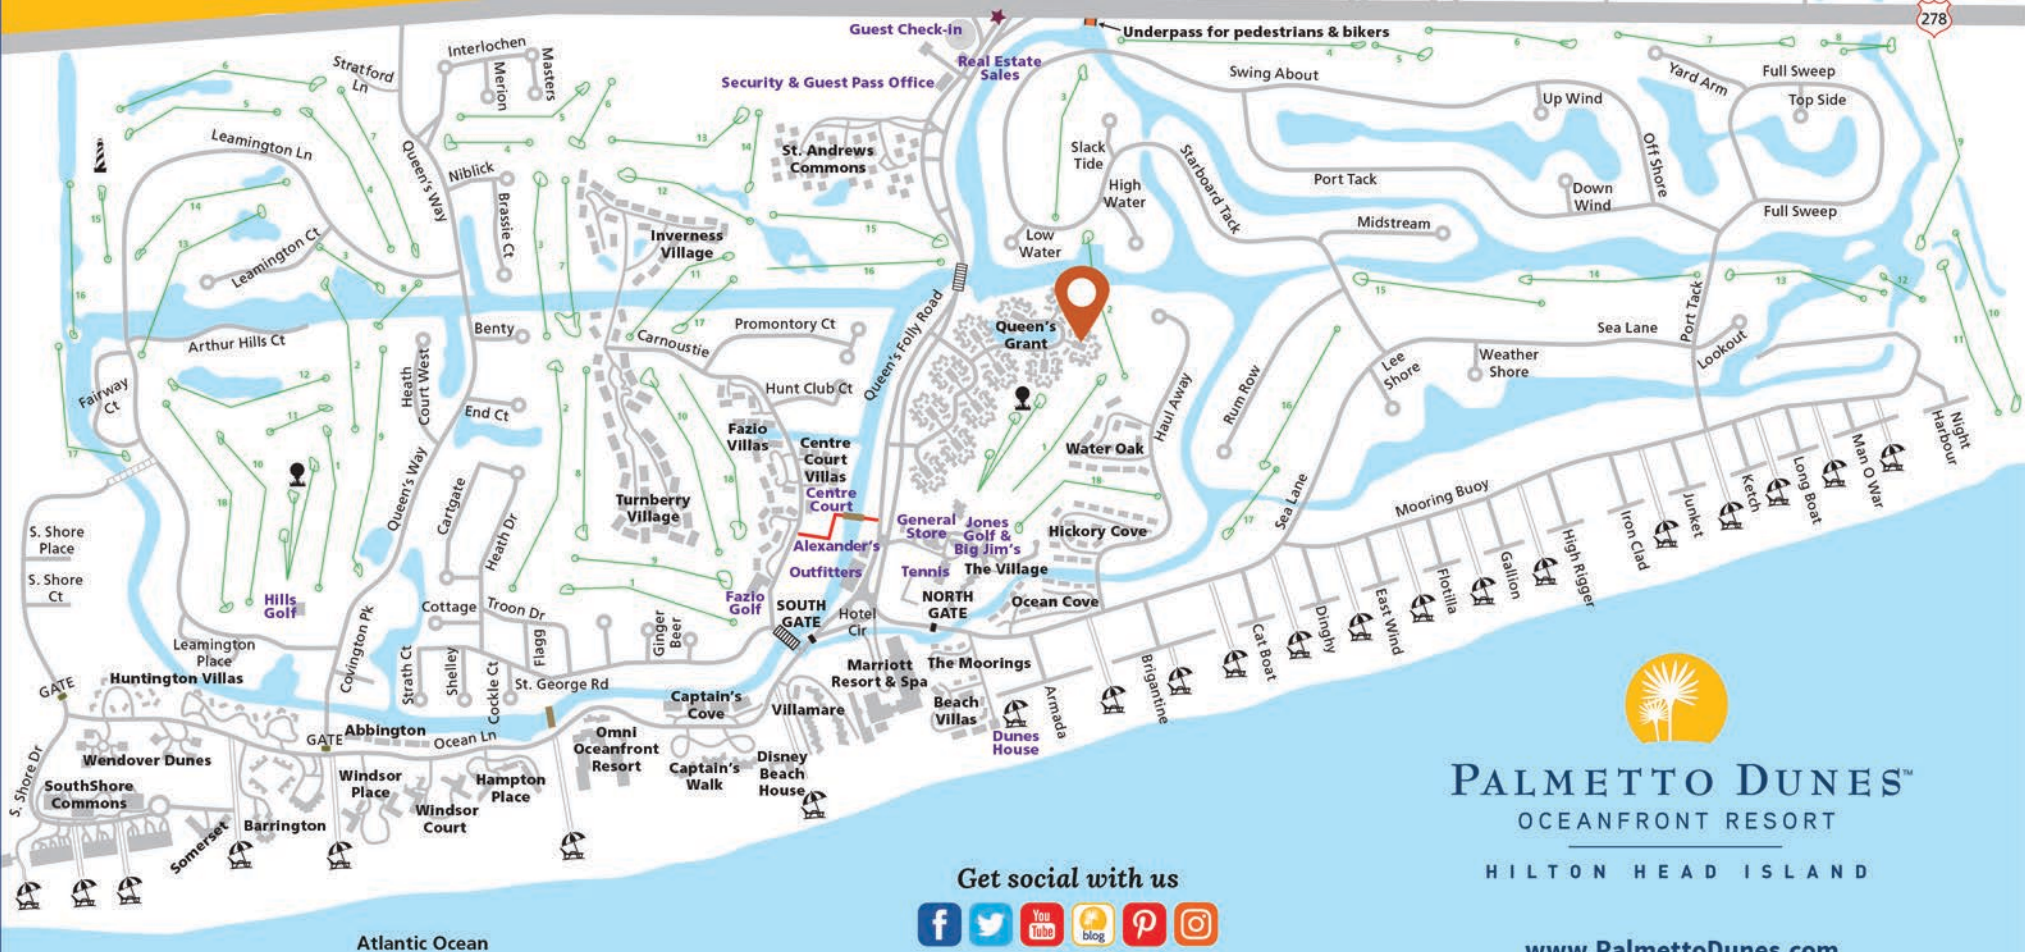 278
Guest Check-in
Underpass for pedestrians & bikers
Real Estate
Sales
Security & Guest Pass Office
Stratford
Ln
Interlochen
Merion
Masters
Swing About
Up Wind
Yard Arm
Full Sweep
Top Side
Off Shore
Leamington Ln
Queen's Way
Niblick
Brassie Ct
St. Andrews
Commons
Slack
Tide
High
Water
Starboard Tack
Port Tack
Down
Wind
Full Sweep
Midstream
Low
Water
Inverness
Village
Leamington Ct
Arthur Hills Ct
Benty
Carnoustie
Promontory Ct
Queen's Folly Road
Queen's
Grant
Sea Lane
Port Tack
Lookout
Weather
Shore
Lee
Shore
Rum Row
Haul Away
Fairway
Ct
Heath
Court West
End Ct
Hunt Club Ct
Fazio
Villas
Centre
Court
Villas
Centre
Court
Water Oak
Night
Harbour
Man O War
Long Boat
Ketch
Junket
Iron Clad
High Rigger
Gallion
Flotilla
East Wind
Dinghy
Cat Boat
Brigantine
Armada
Mooring Buoy
Sea Lane
Queen's Way
Cartgate
Heath Dr
Turnberry
Village
General
Store
Jones
Golf &
Big Jim's
Hickory Cove
Alexander's
Outfitters
Tennis
The Village
S. Shore
Place
S. Shore
Ct
Hills
Golf
Fazio
Golf
SOUTH
GATE
Hotel
Cir
NORTH
GATE
Ocean Cove
Cottage
Troon Dr
Flagg
Ginger
Beer
Leamington
Place
Covington Pk
Strath Ct
Shelley
Cockle Ct
St. George Rd
Marriott
Resort & Spa
The Moorings
GATE
Huntington Villas
Captain's
Cove
Villamare
Beach
Villas
Dunes
House
GATE
Abbington
Ocean Ln
Omni
Oceanfront
Resort
Captain's
Walk
Disney
Beach
House
S. Shore Dr
Wendover Dunes
SouthShore
Commons
Windsor
Place
Hampton
Place
Windsor
Court
Barrington
Somerset
PALMETTO DUNES™
OCEANFRONT RESORT
HILTON HEAD ISLAND
Get social with us
You
Tube
blog
Atlantic Ocean
www.PalmettoDunes.com